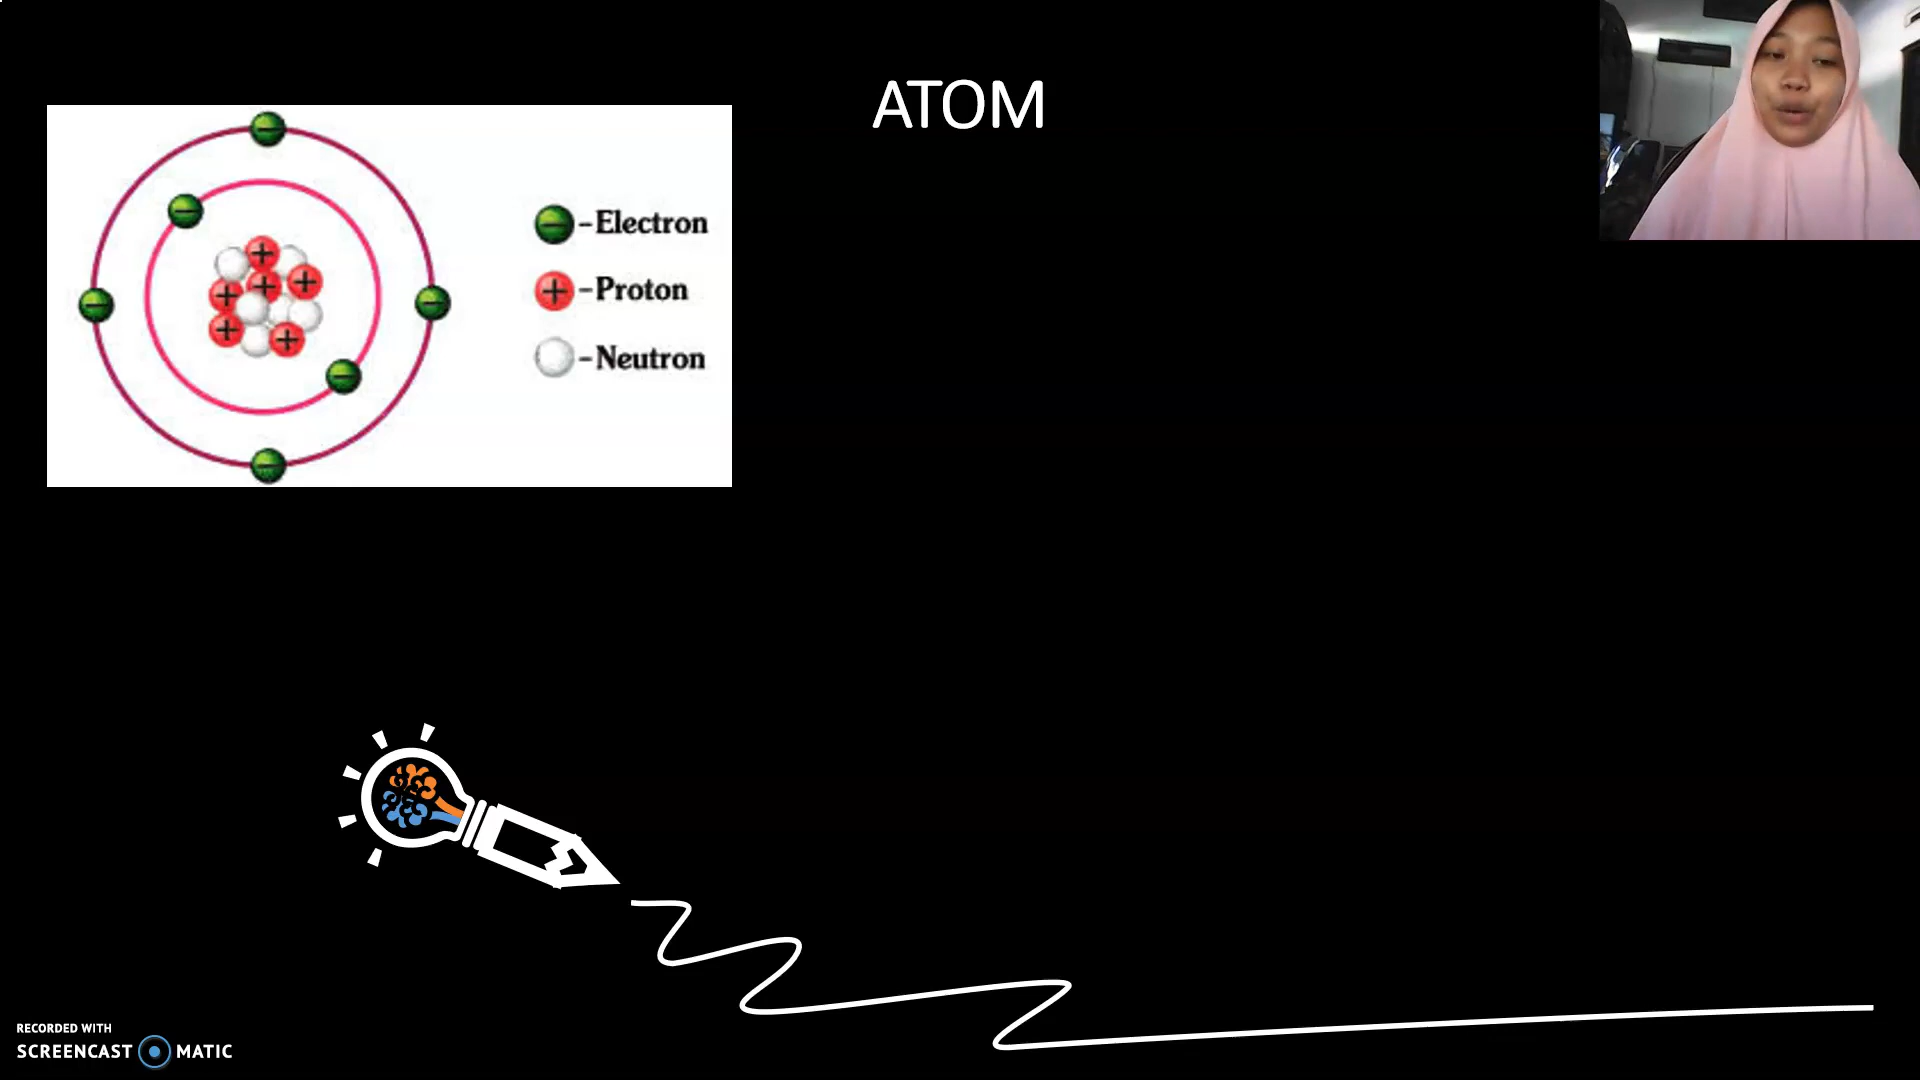 ATOM
-Electron
-Proton
-Neutron
RECORDED WITH
SCREENCAST MATIC